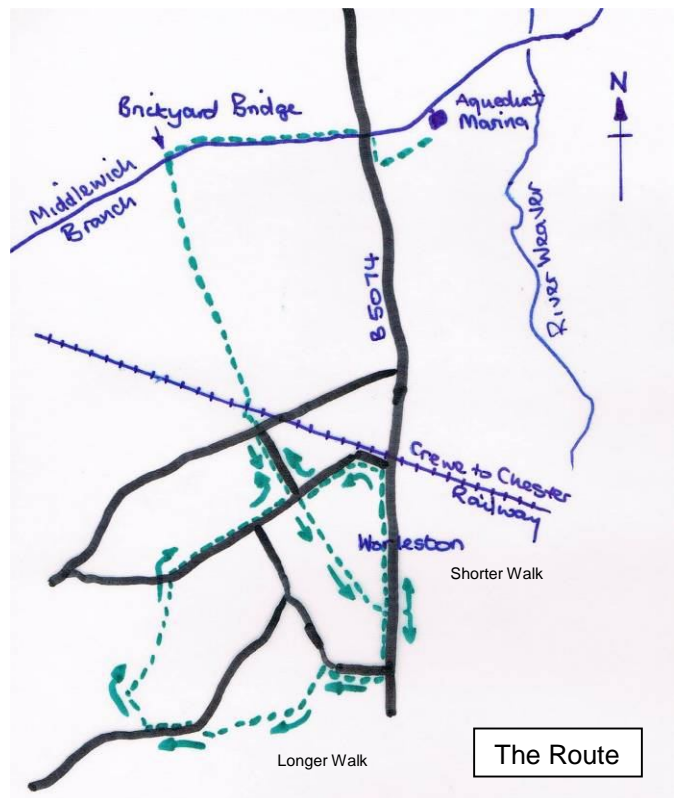 N
Brickyard Bridge
Aqueduct
Marina
Middlewich
Branch
River Weaver
B5074
Crewe to Chester
Railway
Worleston
Shorter Walk
Longer Walk
The Route